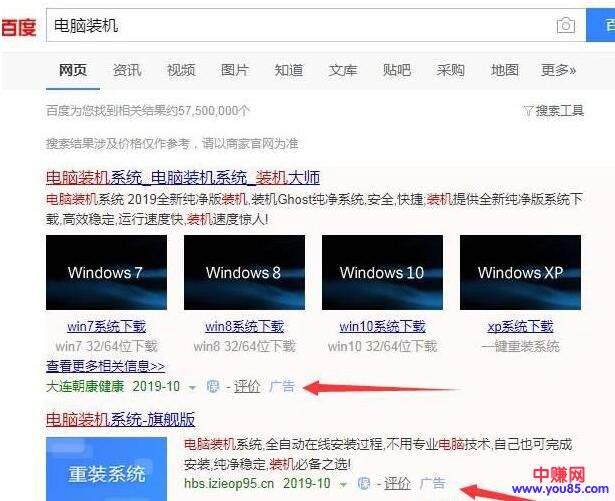 百度
电脑装机
百
网页 资讯 视频 图片 知道 文库 贴吧 采购 地图 更多»
百度为您找到相关结果约57,500,000个
搜索工具
搜索结果涉及价格仅作参考，请以商家官网为准
电脑装机系统_电脑装机系统_装机大师
电脑装机系统 2019全新纯净版装机,装机Ghost纯净系统,安全,快捷;装机提供全新纯净版系统下
载,高效稳定,运行速度快,装机速度惊人!
Windows 7 Windows 8 Windows 10 Windows XP
win7系统下载 win8系统下载 win10系统下载 xp系统下载
win7 32/64位下载 win8 32/64位下载 win10 32/64位下载 一键重装系统
查看更多相关信息>>
大连朝康健康 2019-10 - 评价 广告
电脑装机系统-旗舰版
重装系统
电脑装机系统,全自动在线安装过程,不用专业电脑技术,自己也可完成
安装,纯净稳定,装机必备之选!
hbs.izieop95.cn 2019-10 - 评价 广告
中赚网
www.you85.com